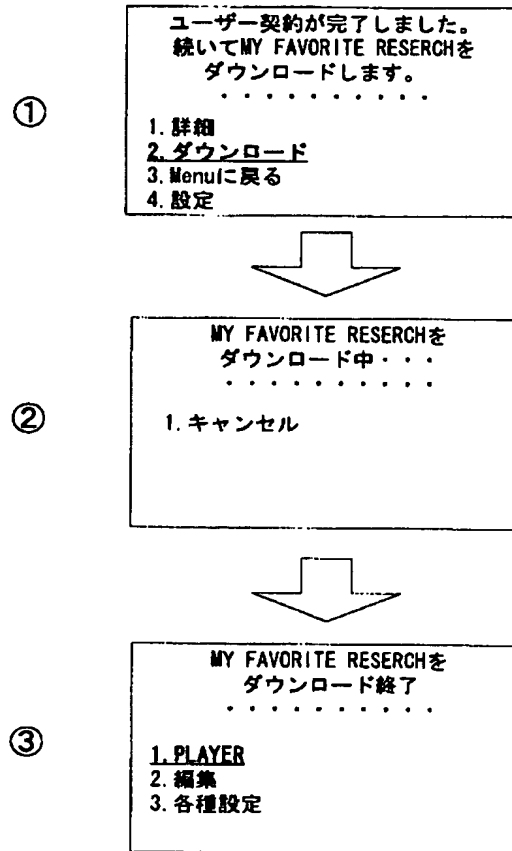 ①
ユーザー契約が完了しました。
続いてMY FAVORITE RESERCHを
ダウンロードします。
・・・・・・・・・・
1. 詳細
2. ダウンロード
3. Menuに戻る
4. 設定
②
MY FAVORITE RESERCHを
ダウンロード中・・・
・・・・・・・・・・
1. キャンセル
③
MY FAVORITE RESERCHを
ダウンロード終了
・・・・・・・・・・
1. PLAYER
2. 編集
3. 各種設定